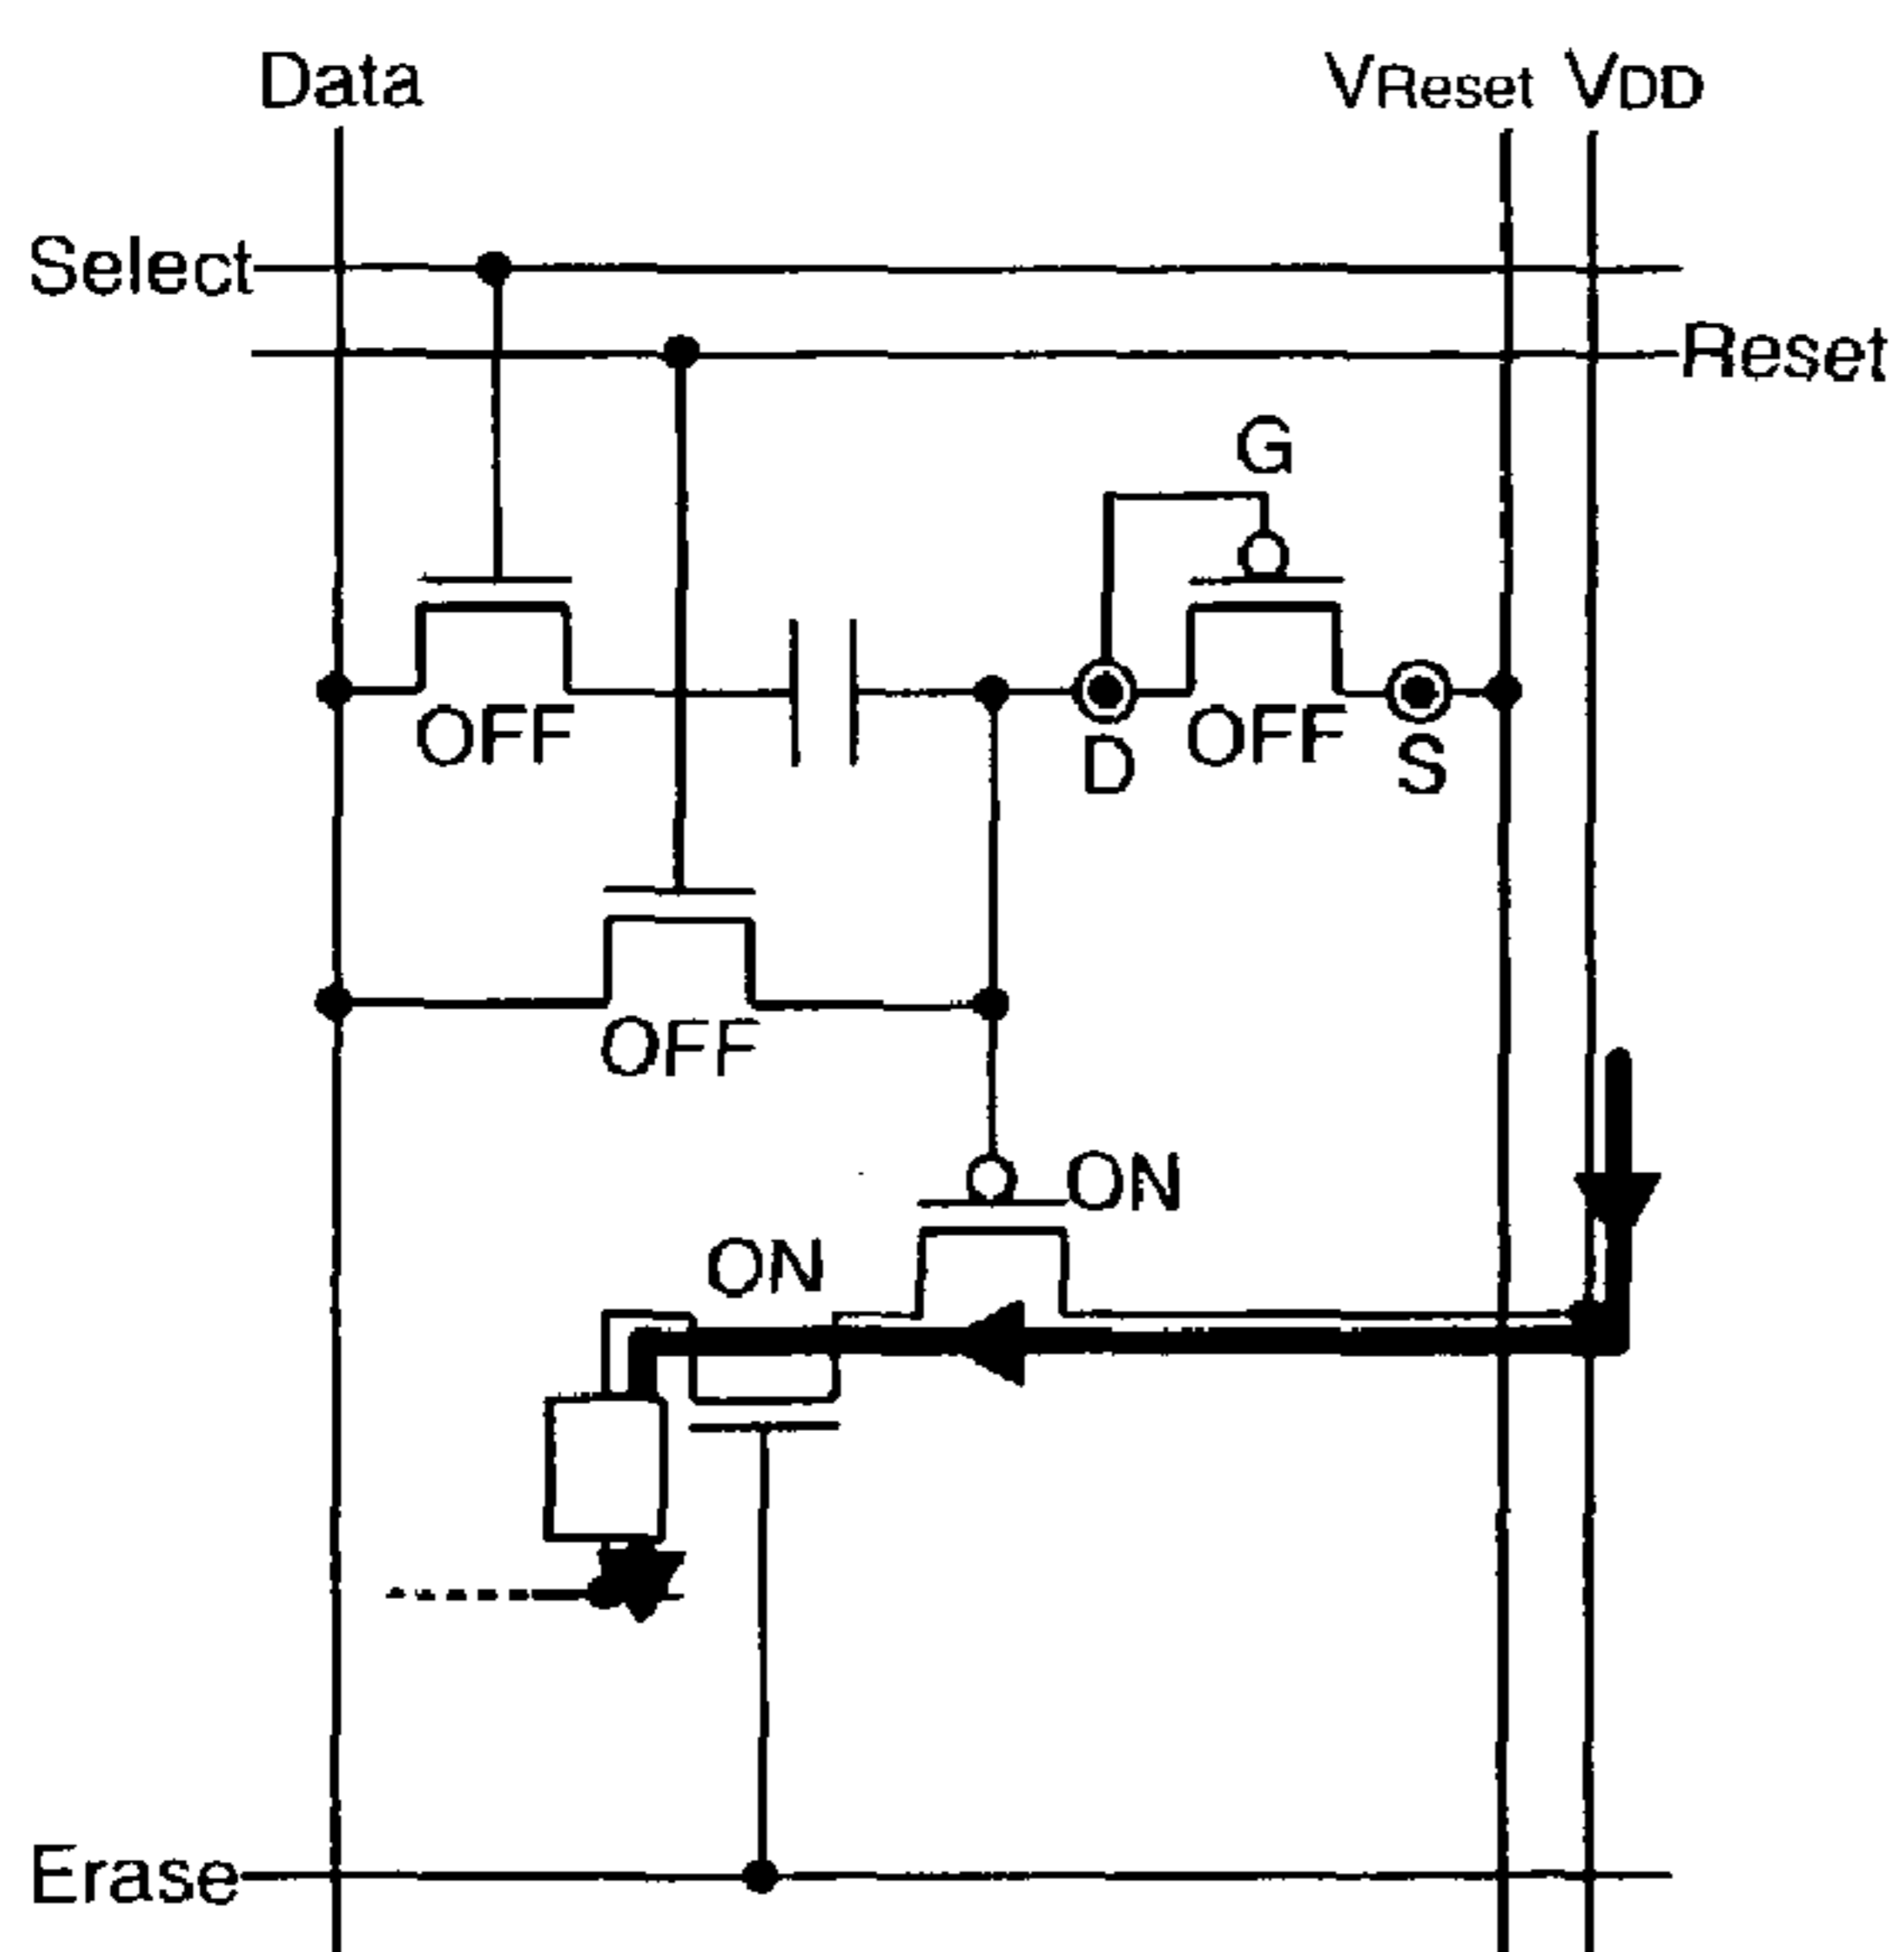 Data
VReset
VDD
Select
Reset
G
OFF
D
OFF
S
OFF
ON
ON
Erase